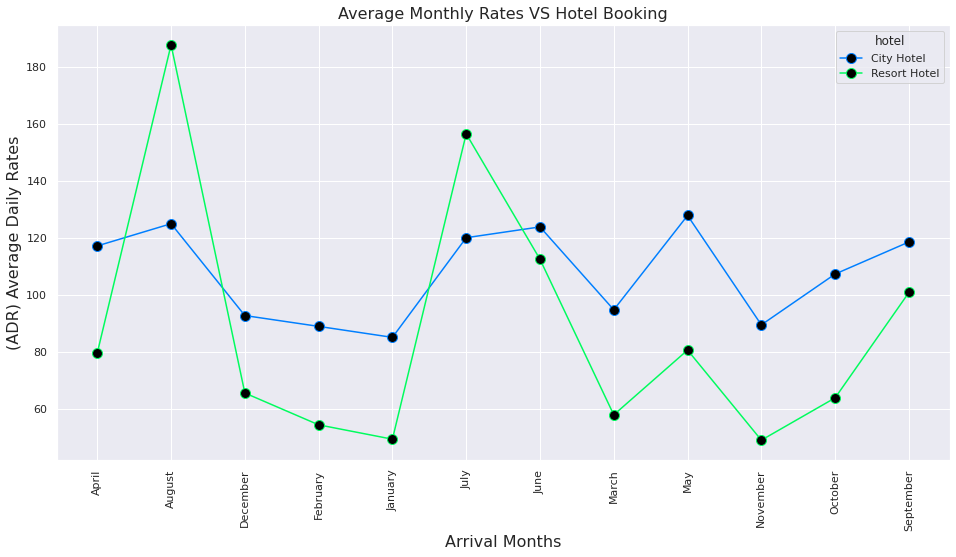 Average Monthly Rates VS Hotel Booking
hotel
City Hotel
Resort Hotel
(ADR) Average Daily Rates
180
160
140
120
100
80
60
April
August
December
February
January
July
June
March
May
November
October
September
Arrival Months